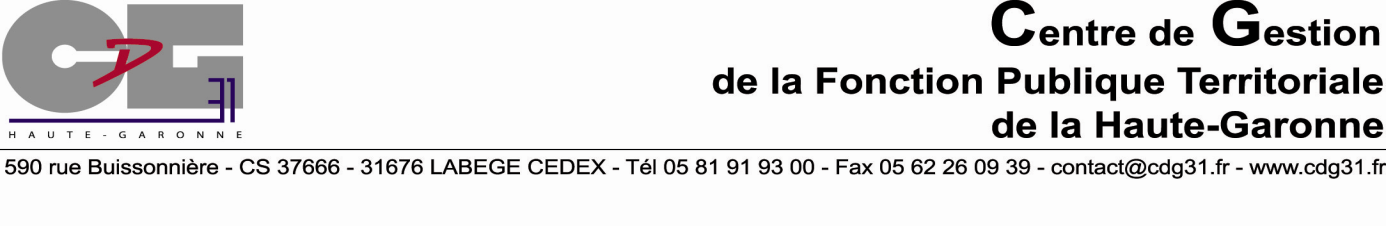 CDG
31
HAUTE-GARONNE
Centre de Gestion
de la Fonction Publique Territoriale
de la Haute-Garonne
590 rue Buissonnière - CS 37666 - 31676 LABEGE CEDEX - Tél 05 81 91 93 00 - Fax 05 62 26 09 39 - contact@cdg31.fr - www.cdg31.fr